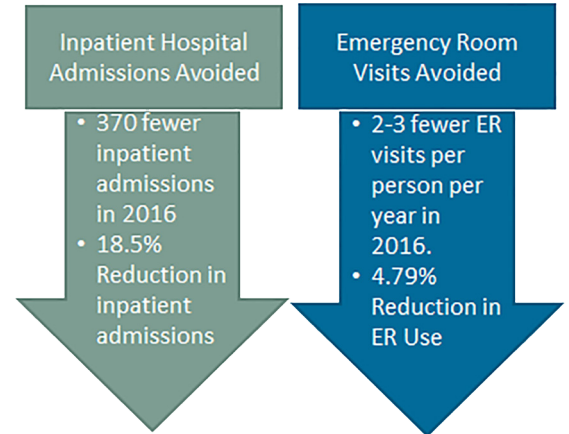 Inpatient Hospital
Admissions Avoided
• 370 fewer
inpatient
admissions
in 2016
• 18.5%
Reduction in
inpatient
admissions
Emergency Room
Visits Avoided
• 2-3 fewer ER
visits per
person per
year in
2016.
• 4.79%
Reduction in
ER Use